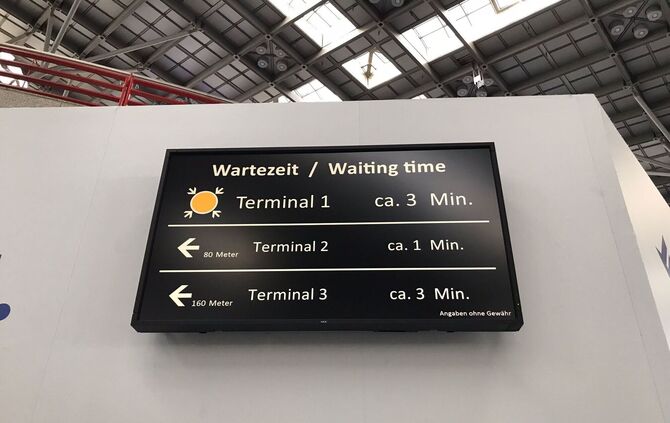 Wartezeit / Waiting time
Terminal 1 ca. 3 Min.
80 Meter Terminal 2 ca. 1 Min.
160 Meter Terminal 3 ca. 3 Min.
Angaben ohne Gewähr